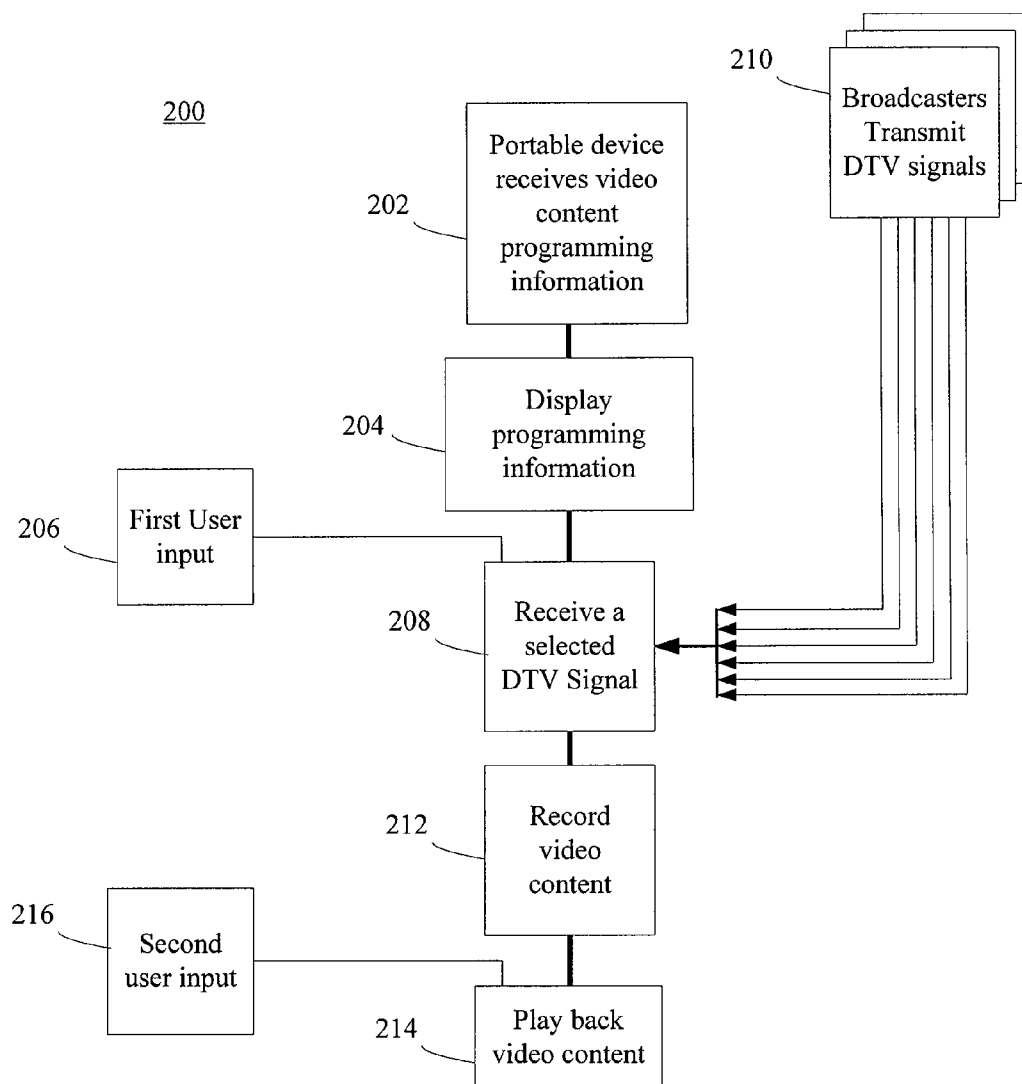 200
210
Broadcasters
Transmit
DTV signals
202
Portable device
receives video
content
programming
information
204
Display
programming
information
206
First User
input
208
Receive a
selected
DTV Signal
212
Record
video
content
216
Second
user input
214
Play back
video content